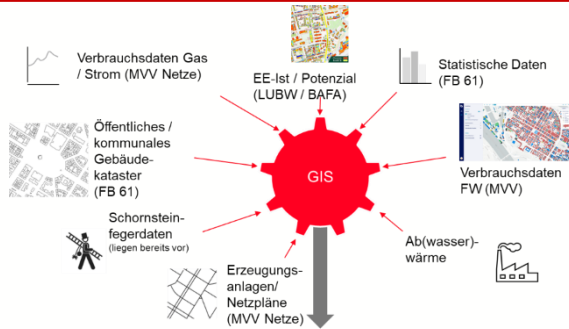 Verbrauchsdaten Gas
/ Strom (MVV Netze)
EE-Ist / Potenzial
(LUBW / BAFA)
Statistische Daten
(FB 61)
Öffentliches /
kommunales
Gebäude-
kataster
(FB 61)
GIS
Verbrauchsdaten
FW (MVV)
Schornstein-
fegerdaten
(liegen bereits vor)
Ab(wasser)-
wärme
Erzeugungs-
anlagen/
Netzpläne
(MVV Netze)